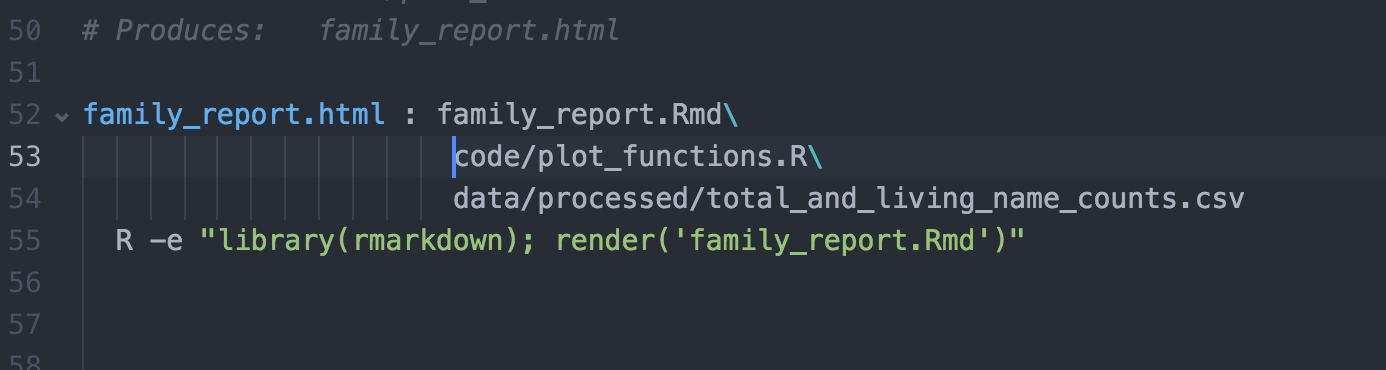 50 # Produces:   family_report.html
51
52 family_report.html : family_report.Rmd\
53                      code/plot_functions.R\
54                      data/processed/total_and_living_name_counts.csv
55   R -e "library(rmarkdown); render('family_report.Rmd')"
56
57
58